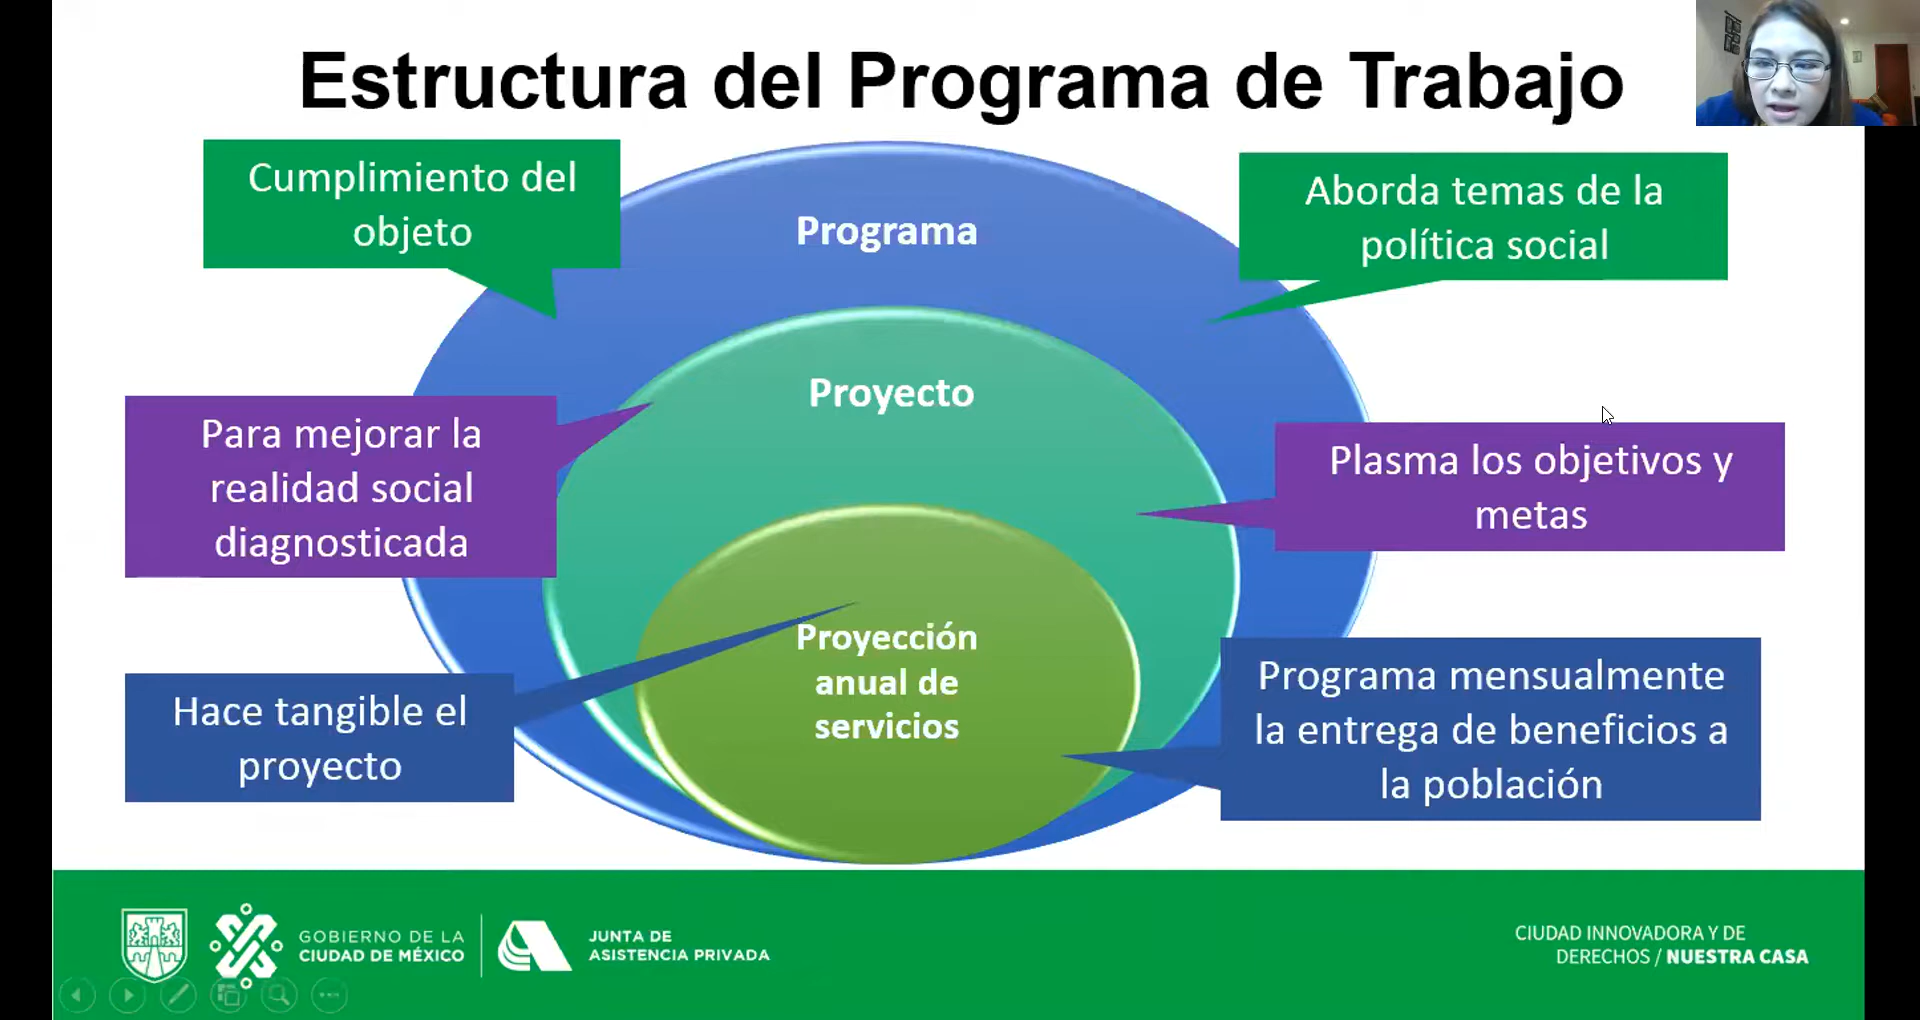 Estructura del Programa de Trabajo
Cumplimiento del
objeto
Programa
Aborda temas de la
política social
Proyecto
Para mejorar la
realidad social
diagnosticada
Plasma los objetivos y
metas
Proyección
anual de
servicios
Hace tangible el
proyecto
Programa mensualmente
la entrega de beneficios a
la población
GOBIERNO DE LA
CIUDAD DE MÉXICO
JUNTA DE
ASISTENCIA PRIVADA
CIUDAD INNOVADORA Y DE
DERECHOS / NUESTRA CASA